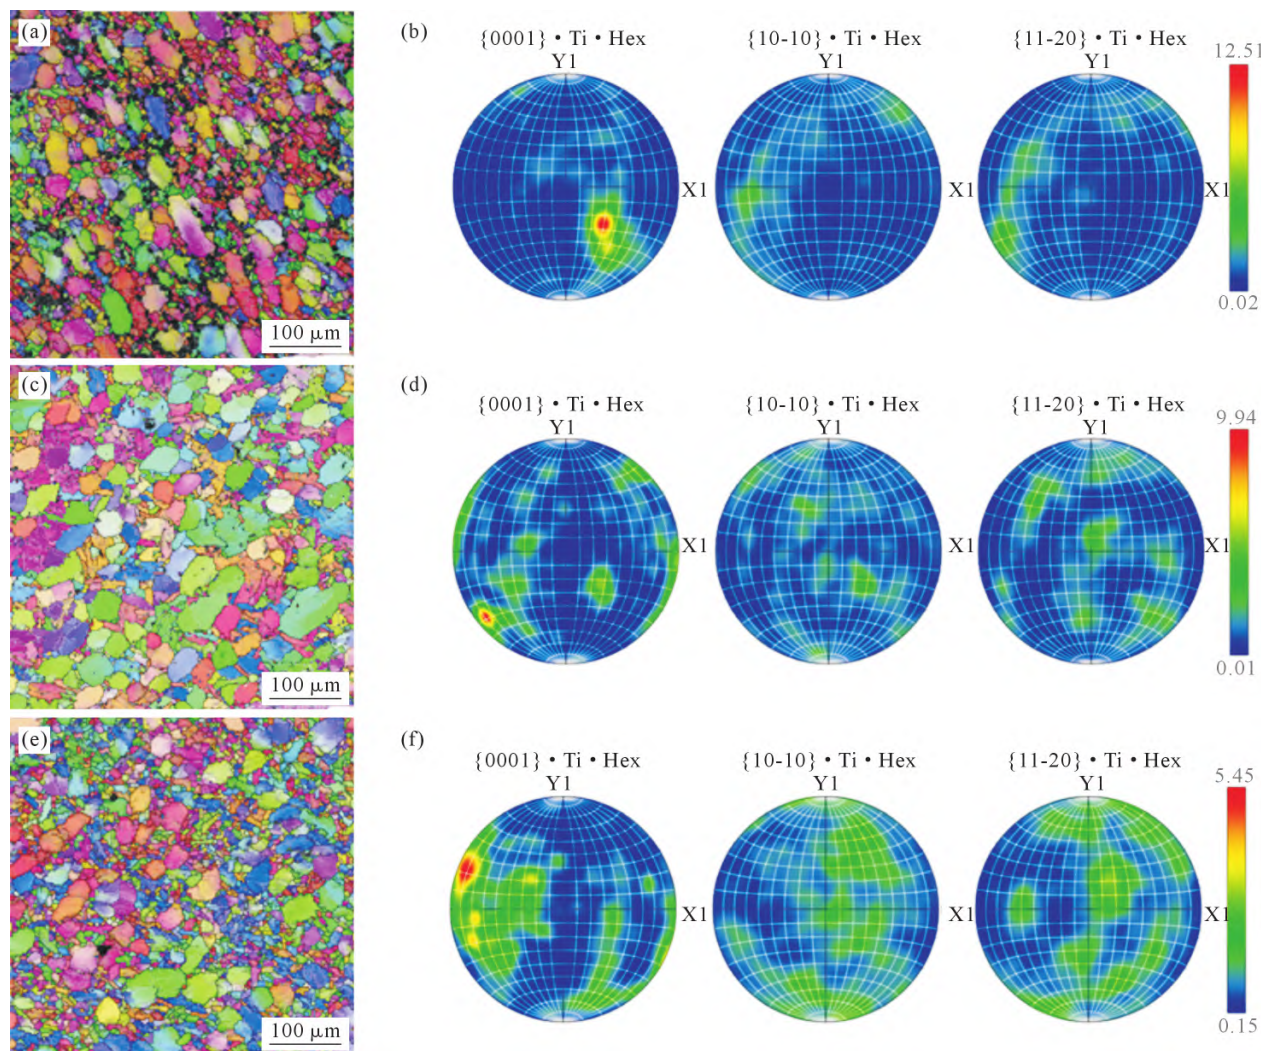 (a)
100 μm
(b)
{0001} • Ti • Hex
{10-10} • Ti • Hex
{11-20} • Ti • Hex
Y1
Y1
Y1
X1
X1
X1
12.51
0.02
(c)
100 μm
(d)
{0001} • Ti • Hex
{10-10} • Ti • Hex
{11-20} • Ti • Hex
Y1
Y1
Y1
X1
X1
X1
9.94
0.01
(e)
100 μm
(f)
{0001} • Ti • Hex
{10-10} • Ti • Hex
{11-20} • Ti • Hex
Y1
Y1
Y1
X1
X1
X1
5.45
0.15